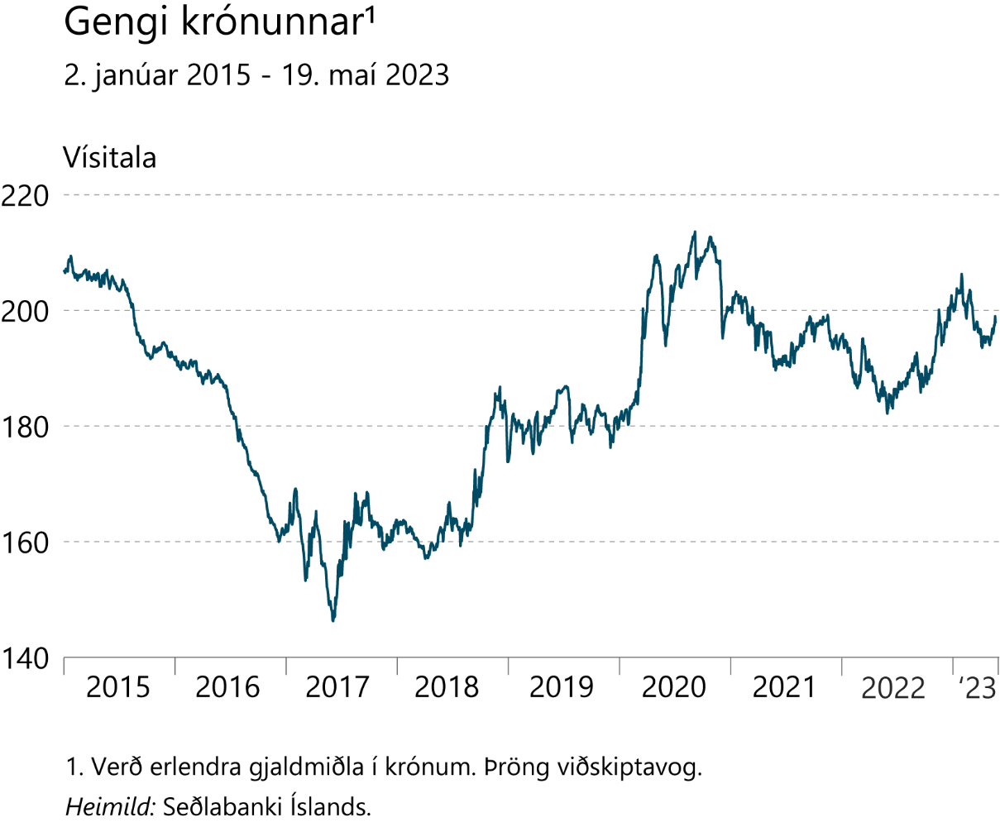 Gengi krónunnar¹
2. janúar 2015 - 19. maí 2023
Vísitala
220
200
180
160
140
2015 2016 2017 2018 2019 2020 2021 2022 '23
1. Verð erlendra gjaldmiðla í krónum. Þröng viðskiptavog.
Heimild: Seðlabanki Íslands.